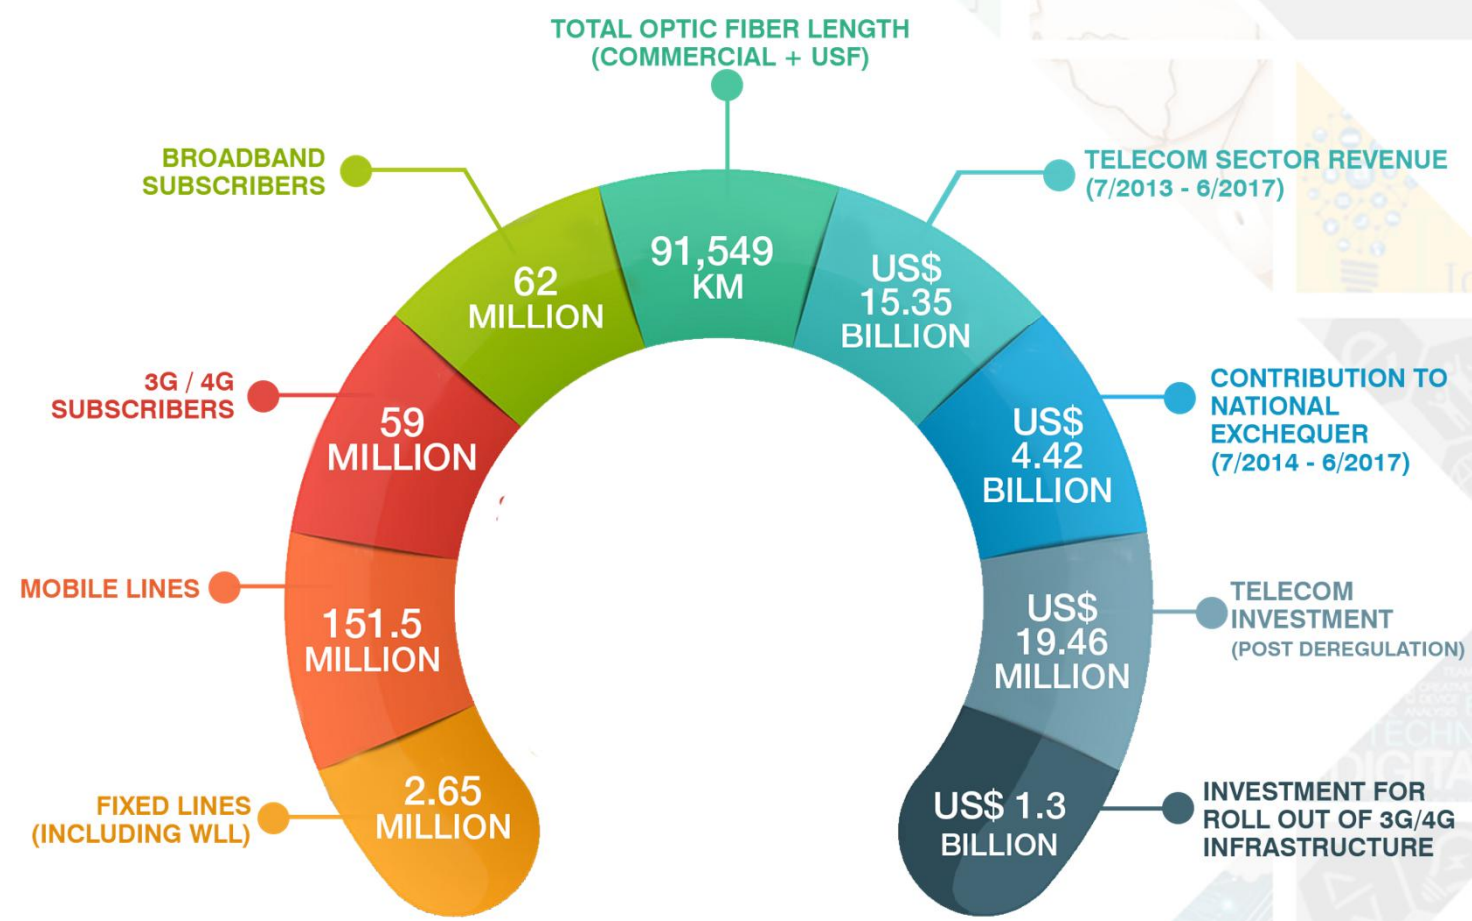 TOTAL OPTIC FIBER LENGTH
(COMMERCIAL + USF)
91,549
KM
BROADBAND
SUBSCRIBERS
62
MILLION
TELECOM SECTOR REVENUE
(7/2013 - 6/2017)
US$
15.35
BILLION
3G / 4G
SUBSCRIBERS
59
MILLION
CONTRIBUTION TO
NATIONAL
EXCHEQUER
(7/2014 - 6/2017)
US$
4.42
BILLION
MOBILE LINES
151.5
MILLION
TELECOM
INVESTMENT
(POST DEREGULATION)
US$
19.46
MILLION
FIXED LINES
(INCLUDING WLL)
2.65
MILLION
INVESTMENT FOR
ROLL OUT OF 3G/4G
INFRASTRUCTURE
US$ 1.3
BILLION